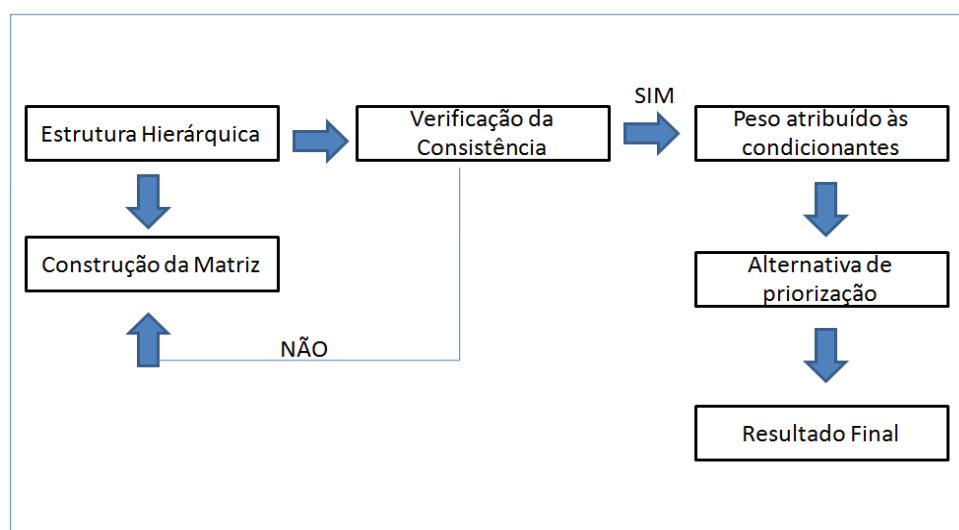 Estrutura Hierárquica
Verificação da
Consistência
SIM
Peso atribuído às
condicionantes
Construção da Matriz
NÃO
Alternativa de
priorização
Resultado Final